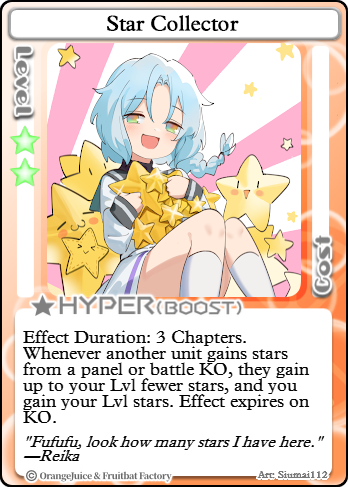 Star Collector
Level
Cost
HYPER(BOOST)
Effect Duration: 3 Chapters.
Whenever another unit gains stars
from a panel or battle KO, they gain
up to your Lvl fewer stars, and you
gain your Lvl stars. Effect expires on
KO.
"Fufufu, look how many stars I have here."
—Reika
© OrangeJuice & Fruitbat Factory
Art: Siumai112